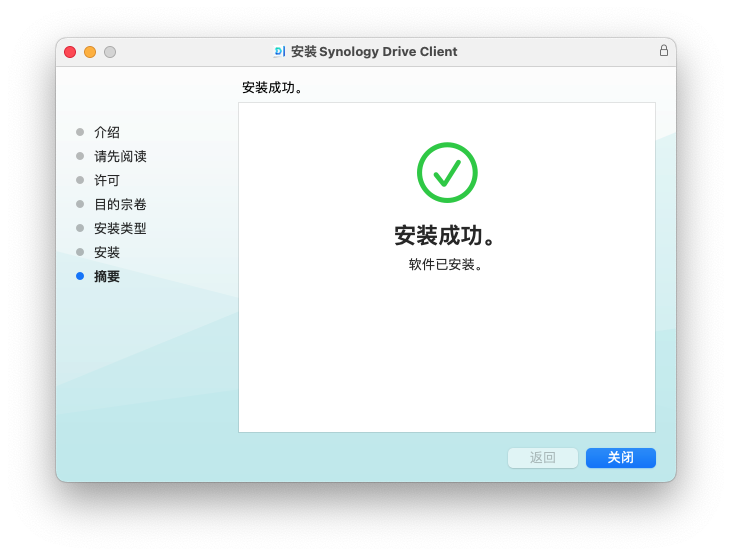 安装 Synology Drive Client
安装成功。
介绍
请先阅读
许可
目的宗卷
安装类型
安装
摘要
安装成功。
软件已安装。
返回
关闭